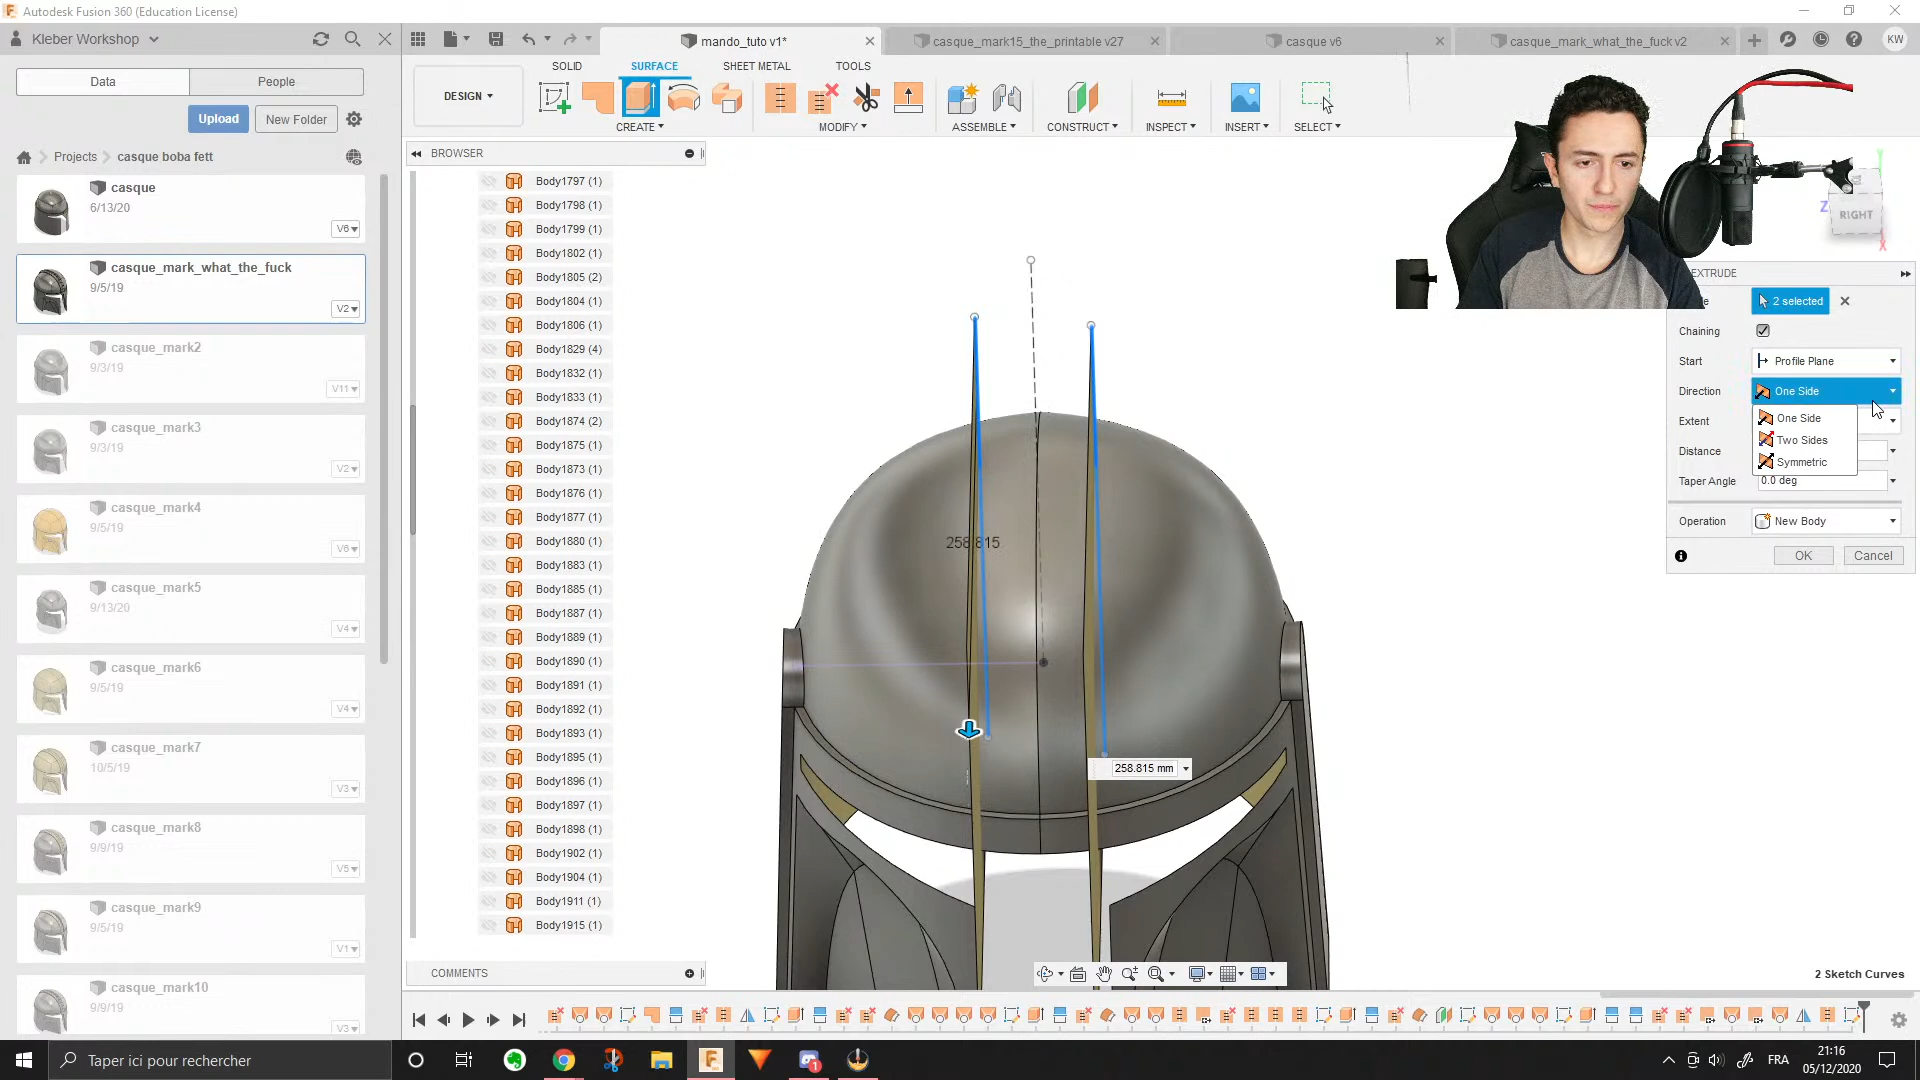 Autodesk Fusion 360 (Education License)
Kleber Workshop
mando_tuto v1*
casque_mark15_the_printable v27
casque v6
casque_mark_what_the_fuck v2
KW
Data
People
Upload
New Folder
Projects
casque boba fett
casque
6/13/20
V6
casque_mark_what_the_fuck
9/5/19
V2
casque_mark2
9/3/19
V11
casque_mark3
9/3/19
V2
casque_mark4
9/5/19
V6
casque_mark5
9/13/20
V4
casque_mark6
9/5/19
V4
casque_mark7
10/5/19
V3
casque_mark8
9/9/19
V5
casque_mark9
9/5/19
V1
casque_mark10
9/9/19
V3
SOLID
SURFACE
SHEET METAL
TOOLS
DESIGN
CREATE
MODIFY
ASSEMBLE
CONSTRUCT
INSPECT
INSERT
SELECT
BROWSER
Body1797 (1)
Body1798 (1)
Body1799 (1)
Body1802 (1)
Body1805 (2)
Body1804 (1)
Body1806 (1)
Body1829 (4)
Body1832 (1)
Body1833 (1)
Body1874 (2)
Body1875 (1)
Body1873 (1)
Body1876 (1)
Body1877 (1)
Body1880 (1)
Body1883 (1)
Body1885 (1)
Body1887 (1)
Body1889 (1)
Body1890 (1)
Body1891 (1)
Body1892 (1)
Body1893 (1)
Body1895 (1)
Body1896 (1)
Body1897 (1)
Body1898 (1)
Body1902 (1)
Body1904 (1)
Body1911 (1)
Body1915 (1)
COMMENTS
258.815
258.815 mm
Z
RIGHT
X
EXTRUDE
2 selected
Chaining
Start
Profile Plane
Direction
One Side
One Side
Two Sides
Symmetric
Extent
Distance
Taper Angle
0.0 deg
Operation
New Body
OK
Cancel
2 Sketch Curves
Taper ici pour rechercher
FRA
21:16
05/12/2020